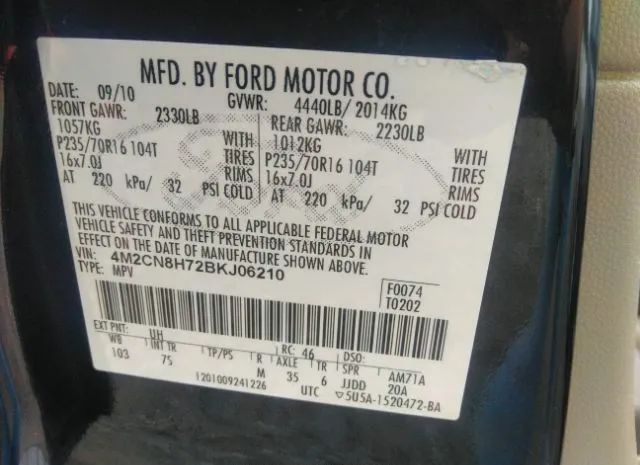 MFD. BY FORD MOTOR CO.
DATE: 09/10 GVWR: 4440LB/ 2014KG
FRONT GAWR: 2330LB REAR GAWR: 2230LB
1057KG WITH 1012KG WITH
P235/70R16 104T TIRES P235/70R16 104T TIRES
16x7.0J RIMS 16x7.0J RIMS
AT 220 kPa/ 32 PSI COLD AT 220 kPa/ 32 PSI COLD
THIS VEHICLE CONFORMS TO ALL APPLICABLE FEDERAL MOTOR
VEHICLE SAFETY AND THEFT PREVENTION STANDARDS IN
EFFECT ON THE DATE OF MANUFACTURE SHOWN ABOVE.
VIN: 4M2CN8H72BKJ06210
TYPE: MPV
F0074
T0202
EXT PNT: UH RC: 46 DSO:
WB INT TR TP/PS R AXLE TR SPR AM71A
103 75 M 35 6 JJDD 20A
1201009241226 UTC ▽5U5A-1520472-BA